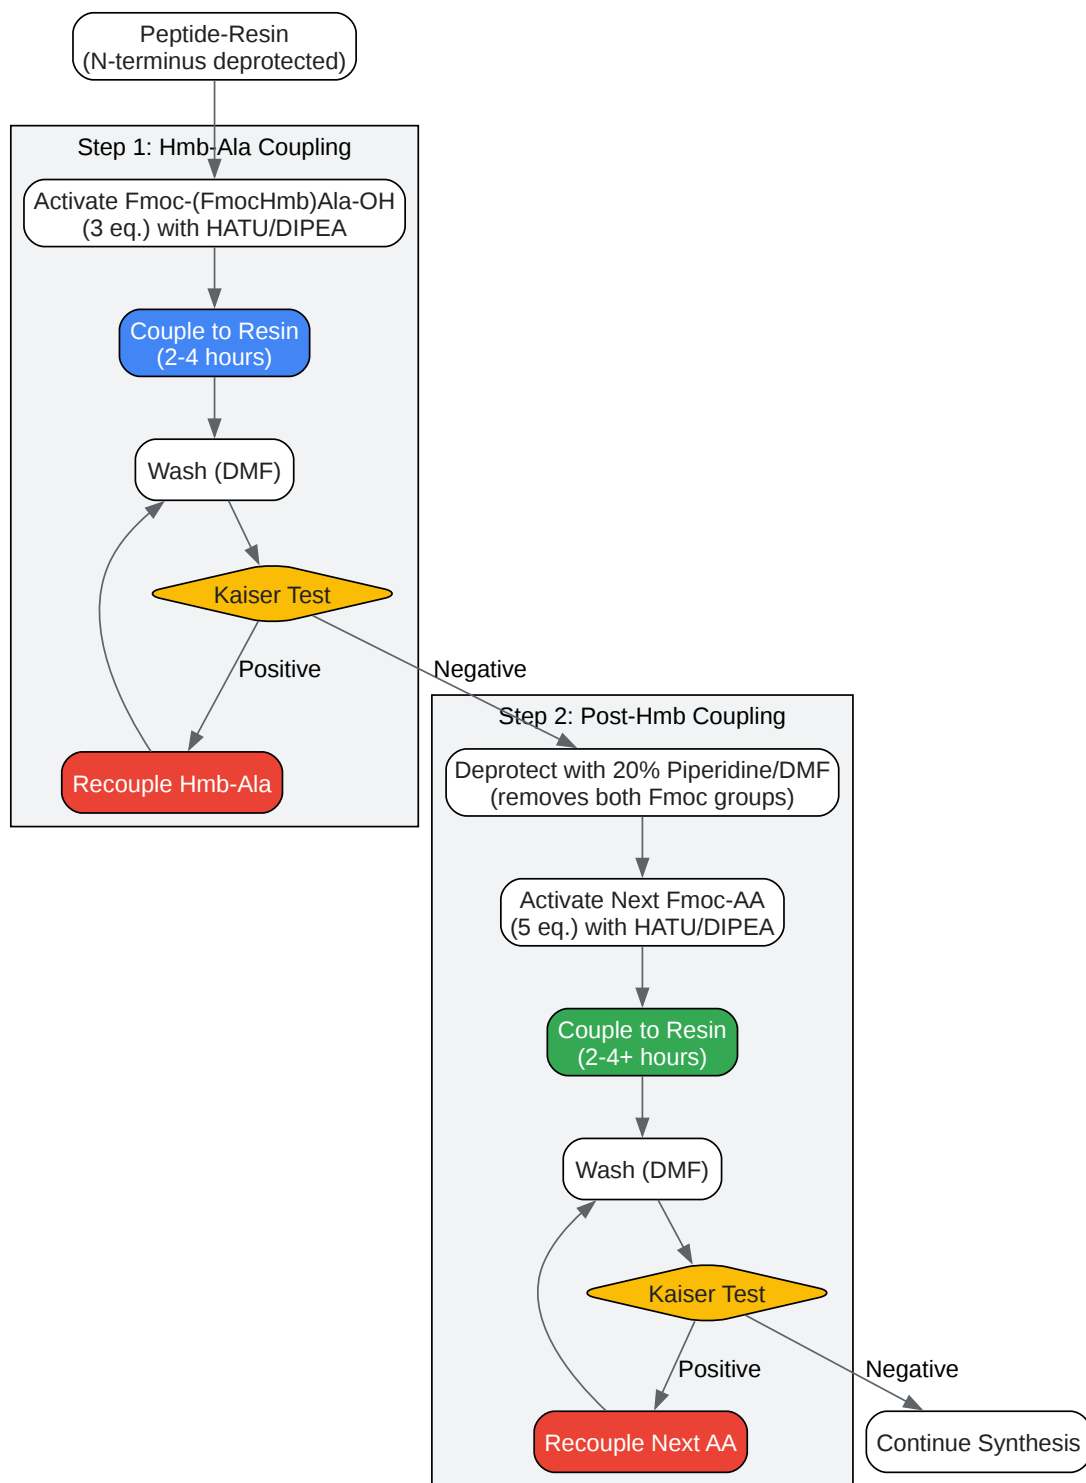 Peptide-Resin
(N-terminus deprotected)
Step 1: Hmb-Ala Coupling
Activate Fmoc-(FmocHmb)Ala-OH
(3 eq.) with HATU/DIPEA
Couple to Resin
(2-4 hours)
Wash (DMF)
Kaiser Test
Positive
Negative
Recouple Hmb-Ala
Step 2: Post-Hmb Coupling
Deprotect with 20% Piperidine/DMF
(removes both Fmoc groups)
Activate Next Fmoc-AA
(5 eq.) with HATU/DIPEA
Couple to Resin
(2-4+ hours)
Wash (DMF)
Kaiser Test
Positive
Negative
Recouple Next AA
Continue Synthesis